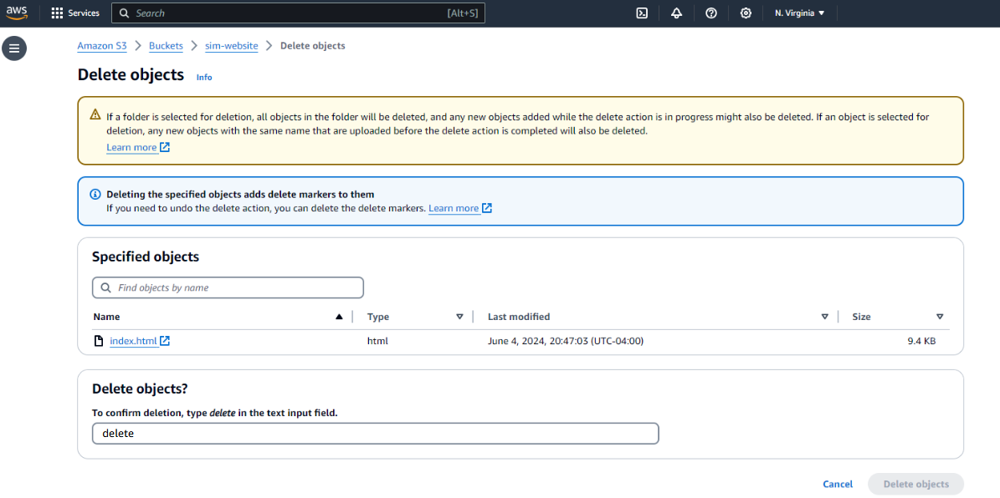 aws Services Search [Alt+S] N. Virginia
Amazon S3 Buckets sim-website Delete objects
Delete objects Info
If a folder is selected for deletion, all objects in the folder will be deleted, and any new objects added while the delete action is in progress might also be deleted. If an object is selected for
deletion, any new objects with the same name that are uploaded before the delete action is completed will also be deleted.
Learn more
Deleting the specified objects adds delete markers to them
If you need to undo the delete action, you can delete the delete markers. Learn more
Specified objects
Find objects by name
Name Type Last modified Size
index.html html June 4, 2024, 20:47:03 (UTC-04:00) 9.4 KB
Delete objects?
To confirm deletion, type delete in the text input field.
delete
Cancel Delete objects